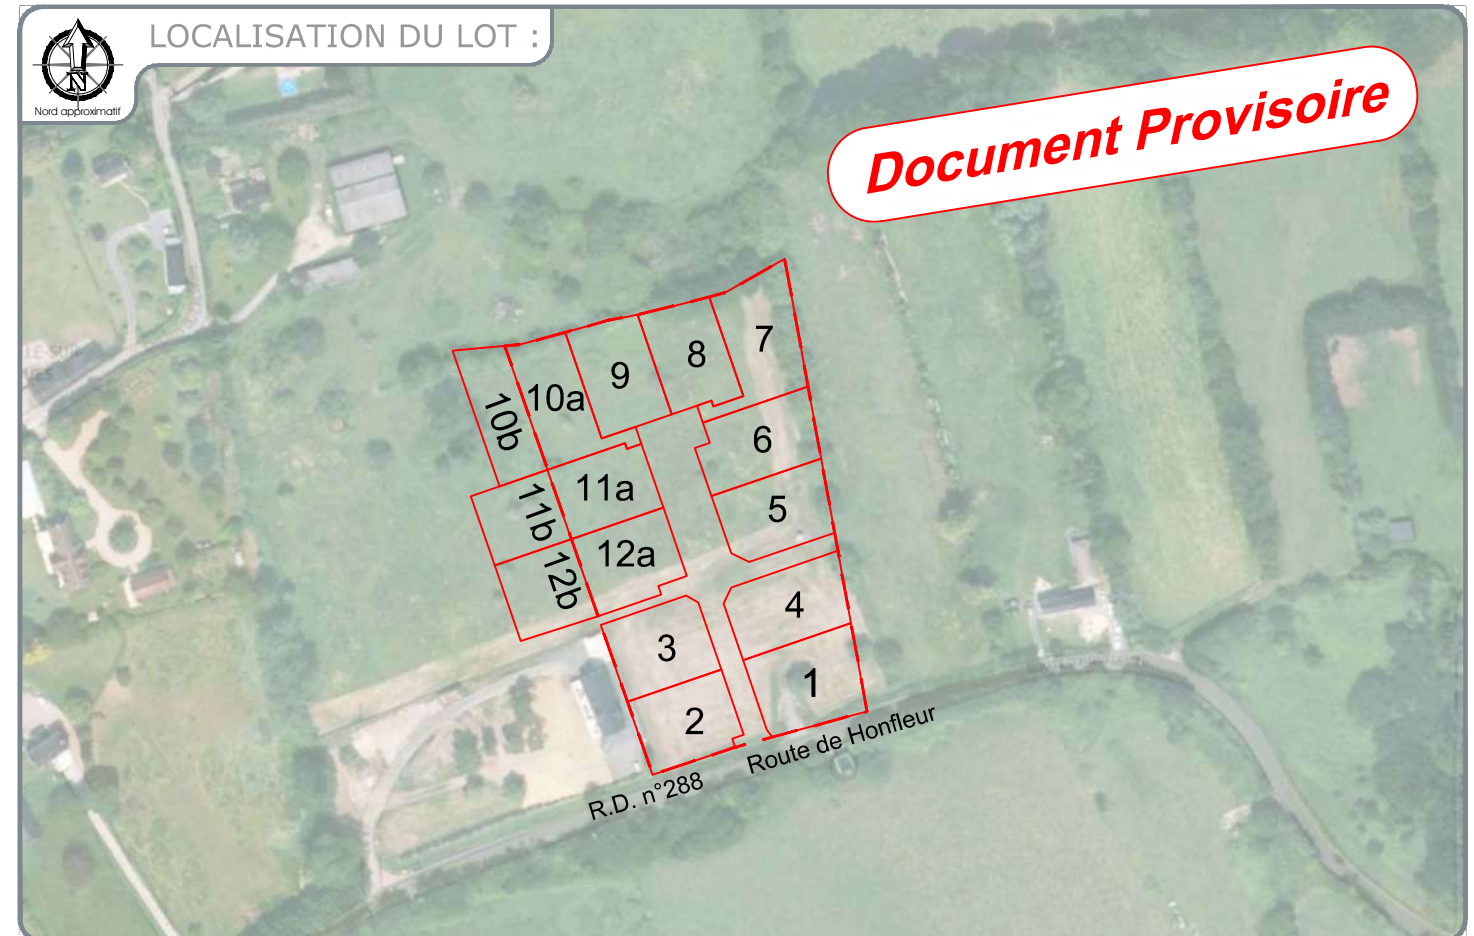 LOCALISATION DU LOT :
N
Nord approximatif
Document Provisoire
7
8
9
10a
10b
6
11a
11b
5
12a
12b
4
3
1
2
Route de Honfleur
R.D. n°288